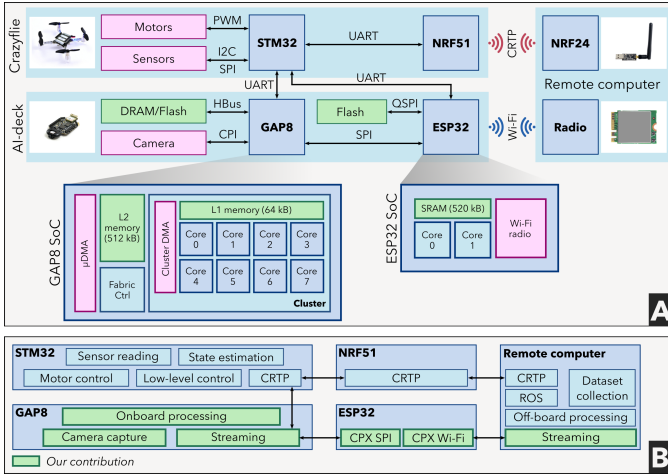 Crazyflie
Motors
PWM
Sensors
I2C
SPI
STM32
UART
NRF51
CRTP
NRF24
Remote computer
UART
UART
AI-deck
DRAM/Flash
HBus
Camera
CPI
GAP8
Flash
QSPI
SPI
ESP32
Wi-Fi
Radio
GAP8 SoC
μDMA
L2
memory
(512 kB)
Fabric
Ctrl
Cluster DMA
L1 memory (64 kB)
Core 0
Core 1
Core 2
Core 3
Core 4
Core 5
Core 6
Core 7
Cluster
ESP32 SoC
SRAM (520 kB)
Core 0
Core 1
Wi-Fi
radio
A
STM32
Sensor reading
State estimation
Motor control
Low-level control
CRTP
NRF51
CRTP
Remote computer
CRTP
ROS
Dataset
collection
Off-board processing
Streaming
GAP8
Onboard processing
Camera capture
Streaming
ESP32
CPX SPI
CPX Wi-Fi
Our contribution
B